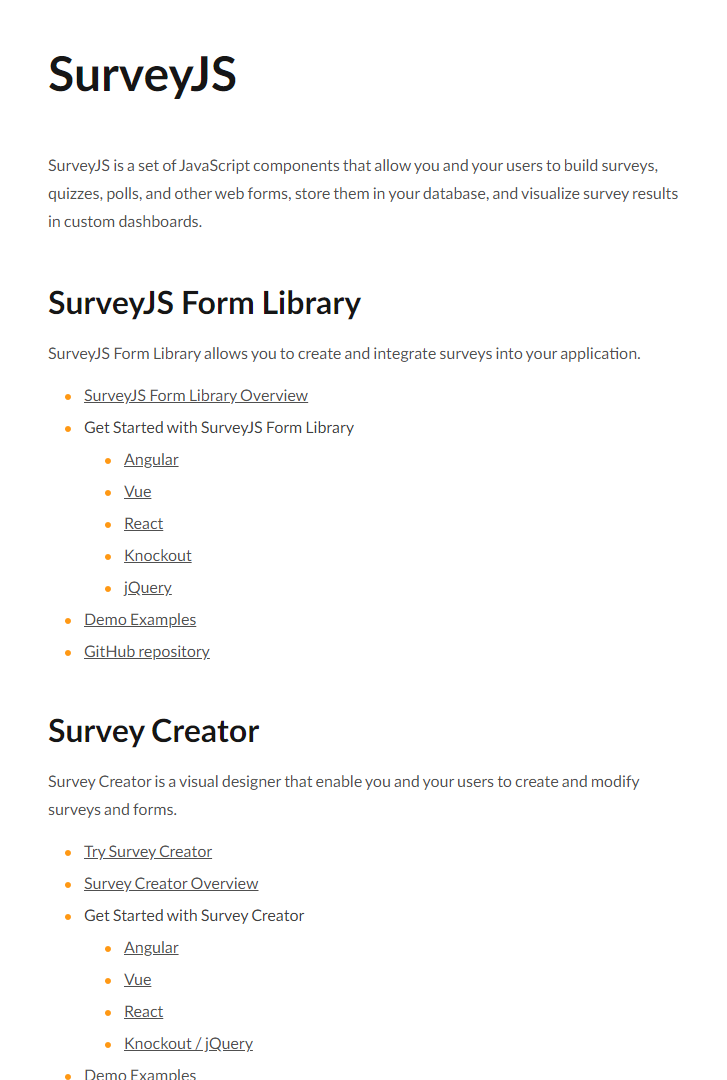 SurveyJS
SurveyJS is a set of JavaScript components that allow you and your users to build surveys,
quizzes, polls, and other web forms, store them in your database, and visualize survey results
in custom dashboards.
SurveyJS Form Library
SurveyJS Form Library allows you to create and integrate surveys into your application.
SurveyJS Form Library Overview
Get Started with SurveyJS Form Library
Angular
Vue
React
Knockout
jQuery
Demo Examples
GitHub repository
Survey Creator
Survey Creator is a visual designer that enable you and your users to create and modify
surveys and forms.
Try Survey Creator
Survey Creator Overview
Get Started with Survey Creator
Angular
Vue
React
Knockout / jQuery
Demo Examples